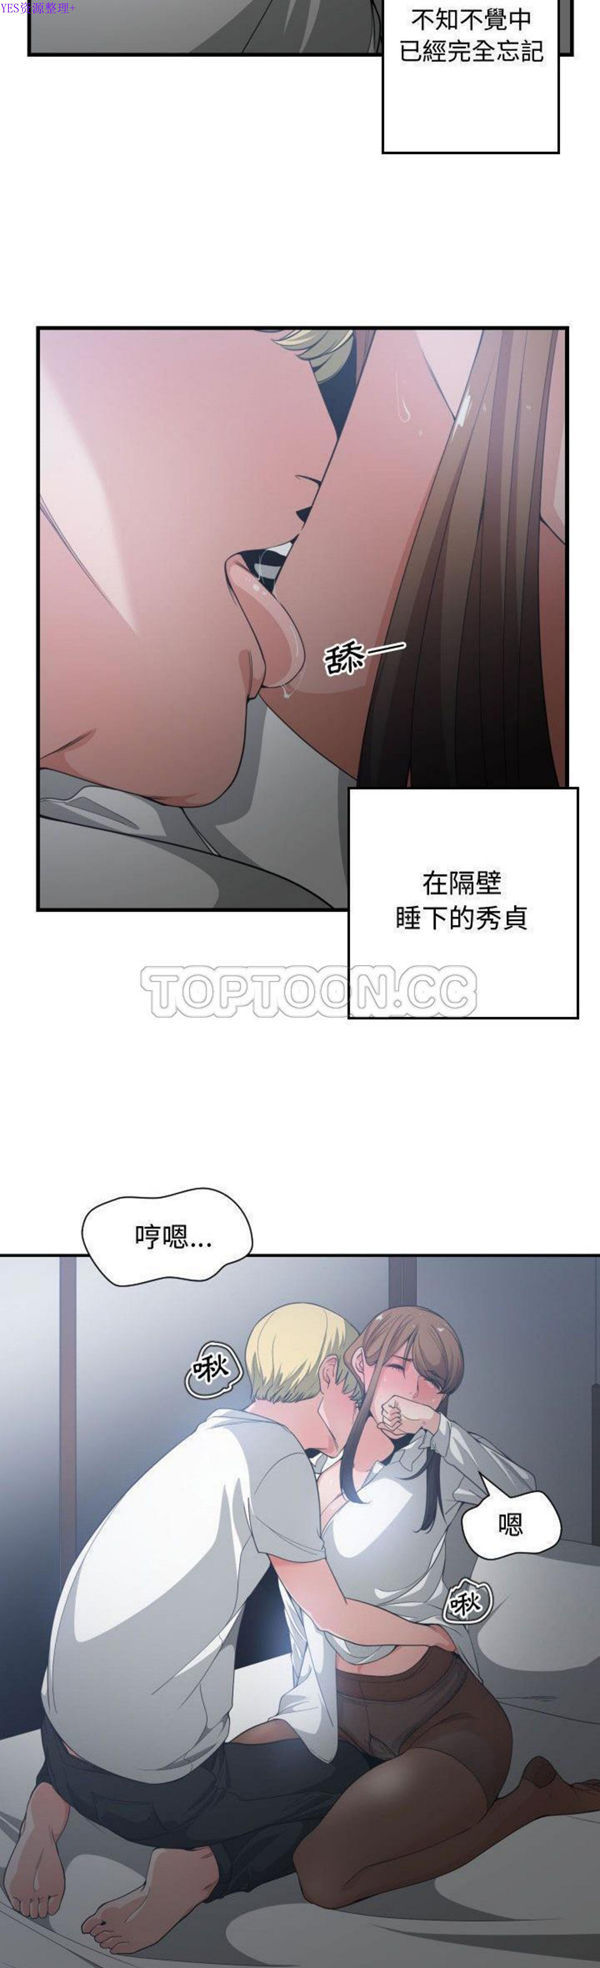 YES资源整理+
不知不覺中
已經完全忘記
舔一
在隔壁
睡下的秀貞
TOPTOON.CC
哼嗯...
啾
嗯
啾